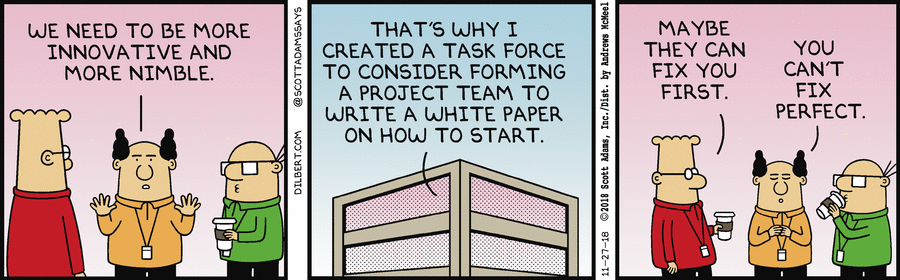 WE NEED TO BE MORE
INNOVATIVE AND
MORE NIMBLE.
DILBERT.COM @SCOTTADAMSSAYS
THAT'S WHY I
CREATED A TASK FORCE
TO CONSIDER FORMING
A PROJECT TEAM TO
WRITE A WHITE PAPER
ON HOW TO START.
11-27-18 ©2018 Scott Adams, Inc./Dist. by Andrews McMeel
MAYBE
THEY CAN
FIX YOU
FIRST.
YOU
CAN'T
FIX
PERFECT.